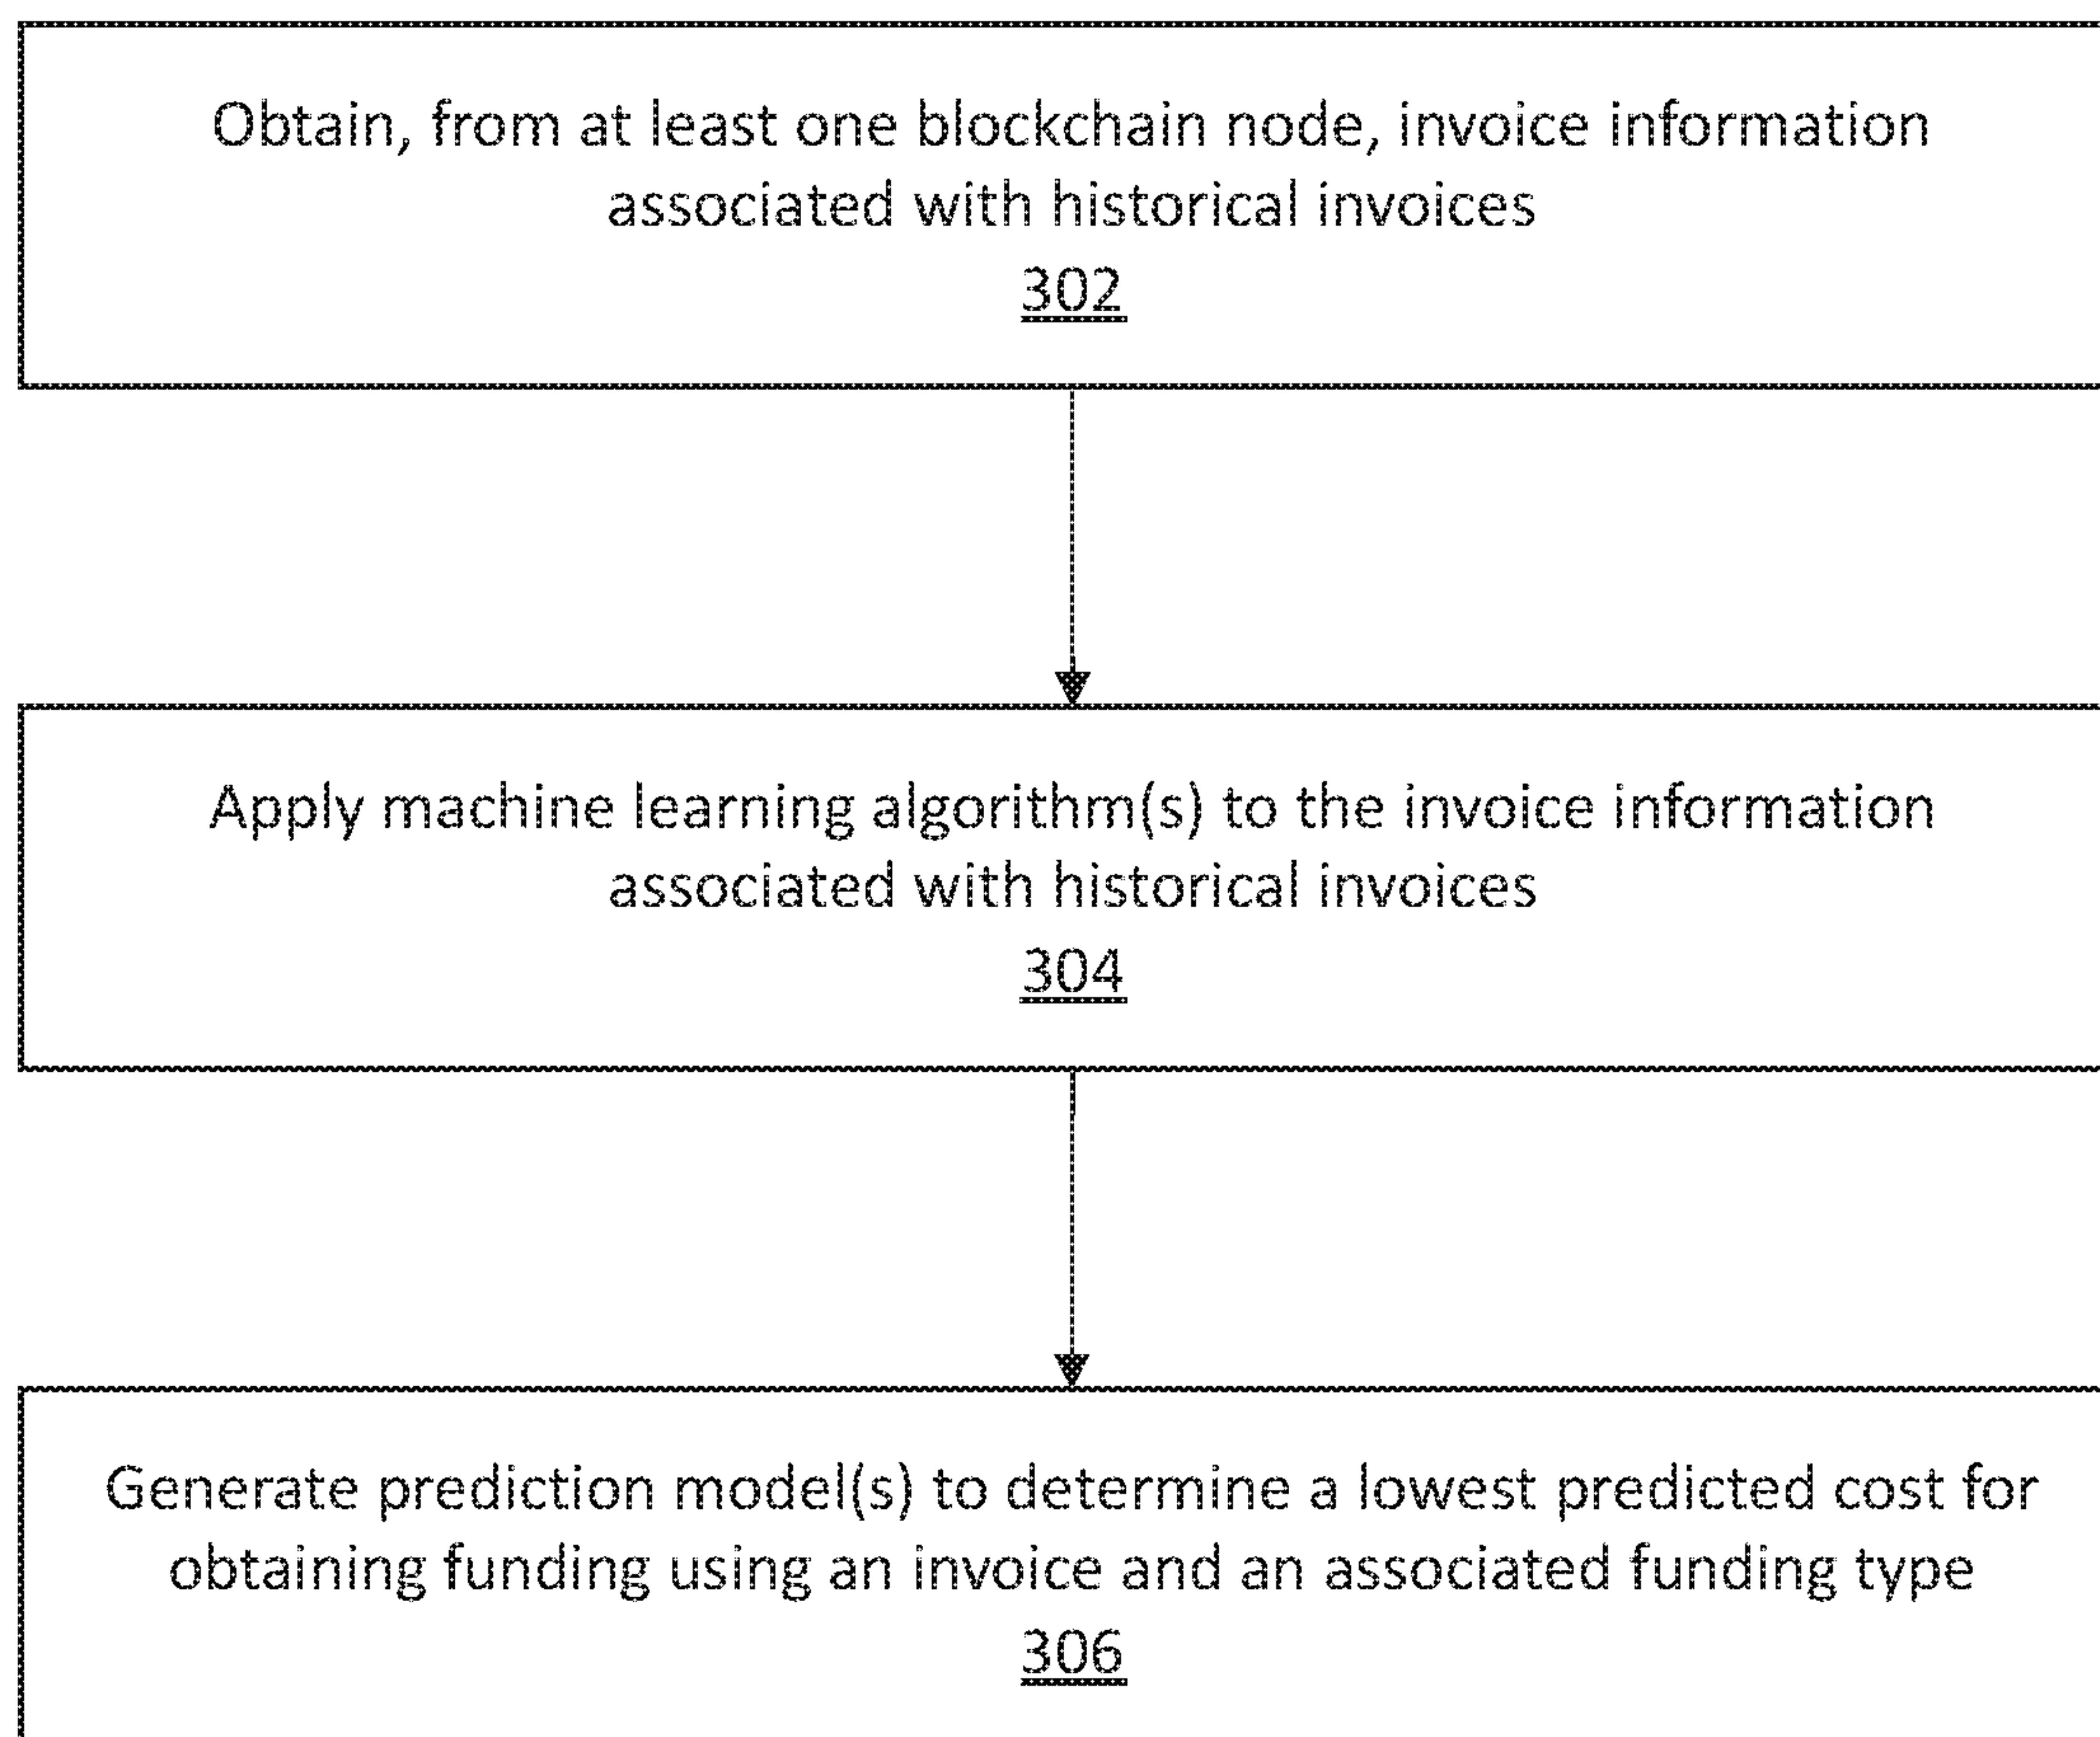 Obtain, from at least one blockchain node, invoice information
associated with historical invoices
302
Apply machine learning algorithm(s) to the invoice information
associated with historical invoices
304
Generate prediction model(s) to determine a lowest predicted cost for
obtaining funding using an invoice and an associated funding type
306